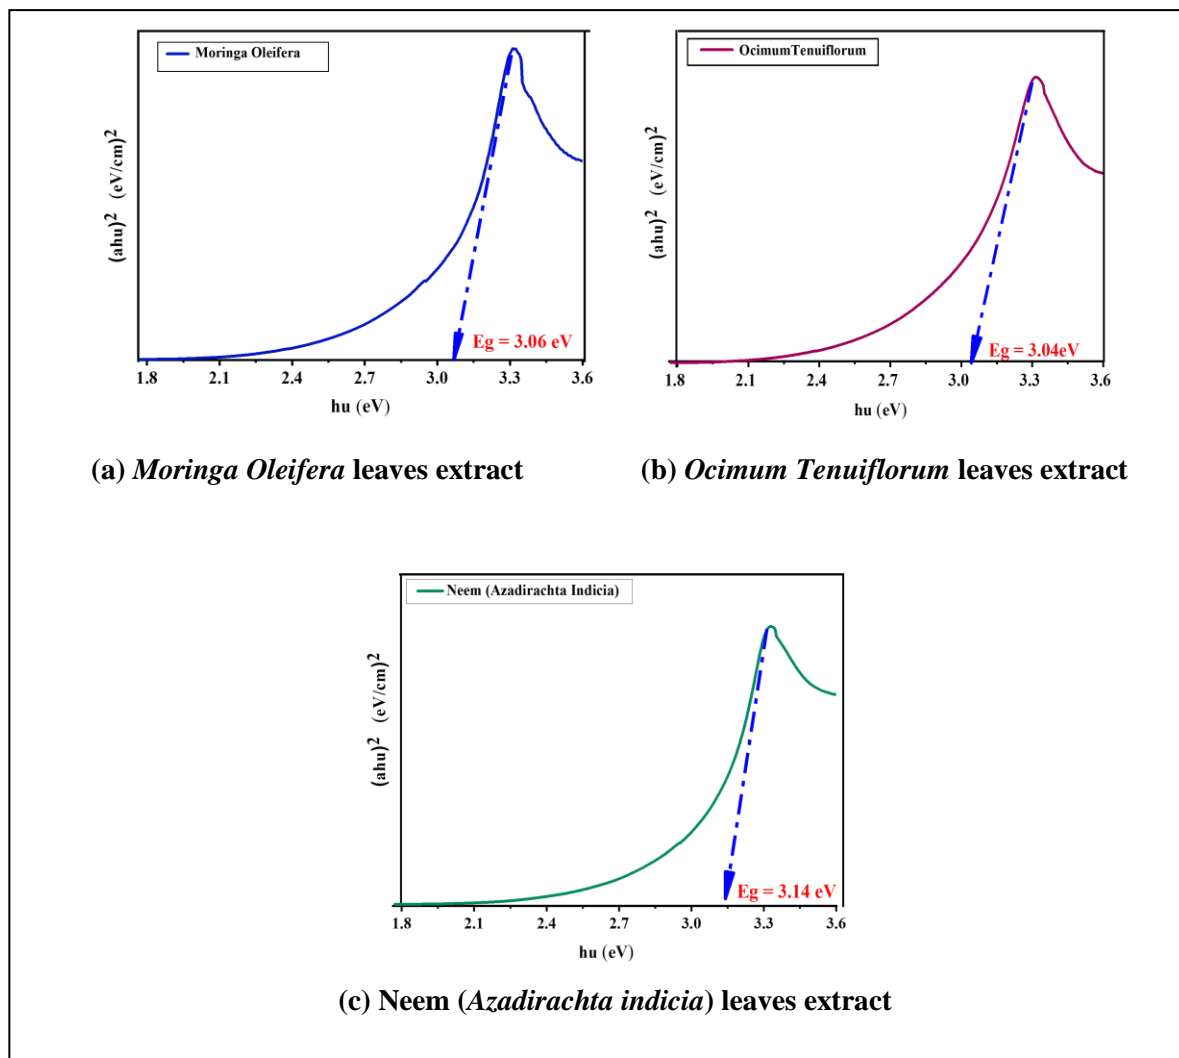 Moringa Oleifera
(ahu)² (eV/cm)²
Eg = 3.06 eV
1.8 2.1 2.4 2.7 3.0 3.3 3.6
hu (eV)
(a) Moringa Oleifera leaves extract
OcimumTenuiflorum
(ahu)² (eV/cm)²
Eg = 3.04eV
1.8 2.1 2.4 2.7 3.0 3.3 3.6
hu (eV)
(b) Ocimum Tenuiflorum leaves extract
Neem (Azadirachta Indicia)
(ahu)² (eV/cm)²
Eg = 3.14 eV
1.8 2.1 2.4 2.7 3.0 3.3 3.6
hu (eV)
(c) Neem (Azadirachta indicia) leaves extract